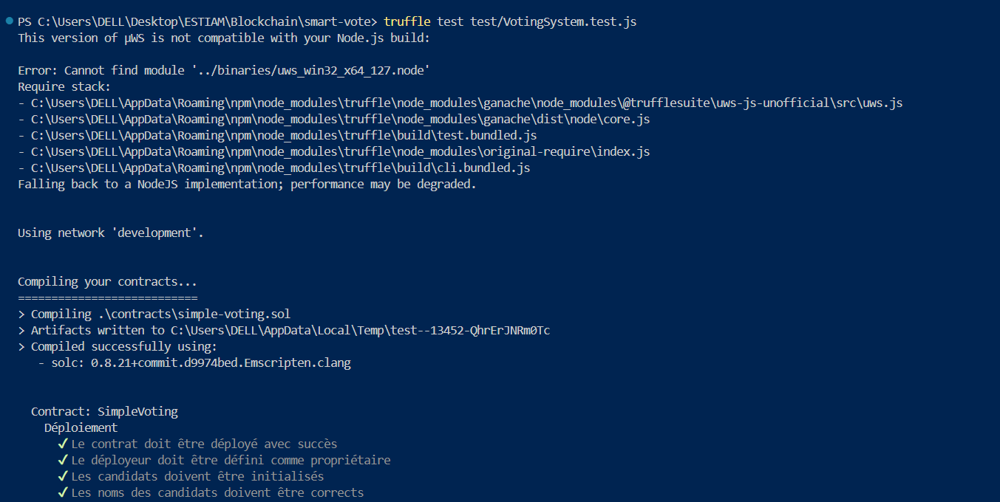 PS C:\Users\DELL\Desktop\ESTIAM\Blockchain\smart-vote> truffle test test/VotingSystem.test.js
This version of µWS is not compatible with your Node.js build:
Error: Cannot find module '../binaries/uws_win32_x64_127.node'
Require stack:
- C:\Users\DELL\AppData\Roaming\npm\node_modules\truffle\node_modules\ganache\node_modules\@trufflesuite\uws-js-unofficial\src\uws.js
- C:\Users\DELL\AppData\Roaming\npm\node_modules\truffle\node_modules\ganache\dist\node\core.js
- C:\Users\DELL\AppData\Roaming\npm\node_modules\truffle\build\test.bundled.js
- C:\Users\DELL\AppData\Roaming\npm\node_modules\truffle\node_modules\original-require\index.js
- C:\Users\DELL\AppData\Roaming\npm\node_modules\truffle\build\cli.bundled.js
Falling back to a NodeJS implementation; performance may be degraded.
Using network 'development'.
Compiling your contracts...
===========================
> Compiling .\contracts\simple-voting.sol
> Artifacts written to C:\Users\DELL\AppData\Local\Temp\test--13452-QhrErJNRm0Tc
> Compiled successfully using:
- solc: 0.8.21+commit.d9974bed.Emscripten.clang
Contract: SimpleVoting
Déploiement
✓ Le contrat doit être déployé avec succès
✓ Le déployeur doit être défini comme propriétaire
✓ Les candidats doivent être initialisés
✓ Les noms des candidats doivent être corrects